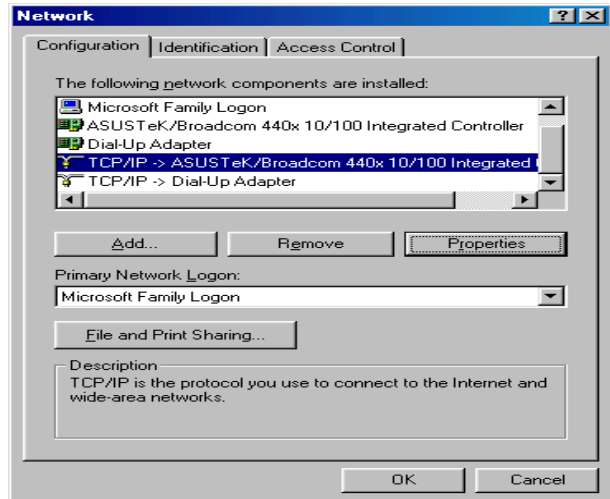 Network
Configuration Identification Access Control
The following network components are installed:
Microsoft Family Logon
ASUSTeK/Broadcom 440x 10/100 Integrated Controller
Dial-Up Adapter
TCP/IP -> ASUSTeK/Broadcom 440x 10/100 Integrated
TCP/IP -> Dial-Up Adapter
Add... Remove Properties
Primary Network Logon:
Microsoft Family Logon
File and Print Sharing...
Description
TCP/IP is the protocol you use to connect to the Internet and
wide-area networks.
OK Cancel